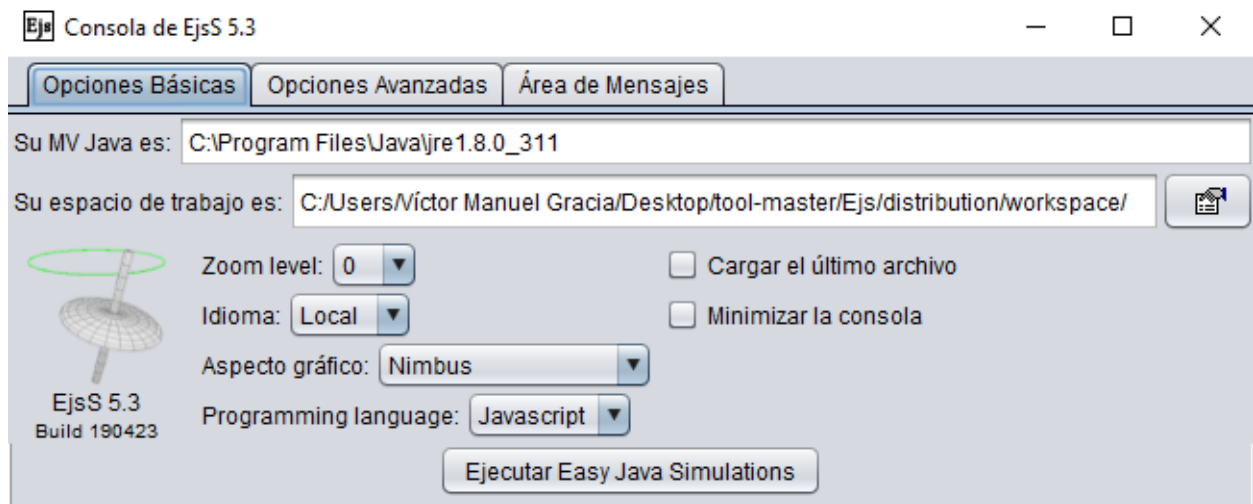 Ejs Consola de EjsS 5.3
Opciones Básicas Opciones Avanzadas Área de Mensajes
Su MV Java es: C:\Program Files\Java\jre1.8.0_311
Su espacio de trabajo es: C:/Users/Víctor Manuel Gracia/Desktop/tool-master/Ejs/distribution/workspace/
Zoom level: 0 Cargar el último archivo
Idioma: Local Minimizar la consola
Aspecto gráfico: Nimbus
EjsS 5.3
Programming language: Javascript
Build 190423
Ejecutar Easy Java Simulations